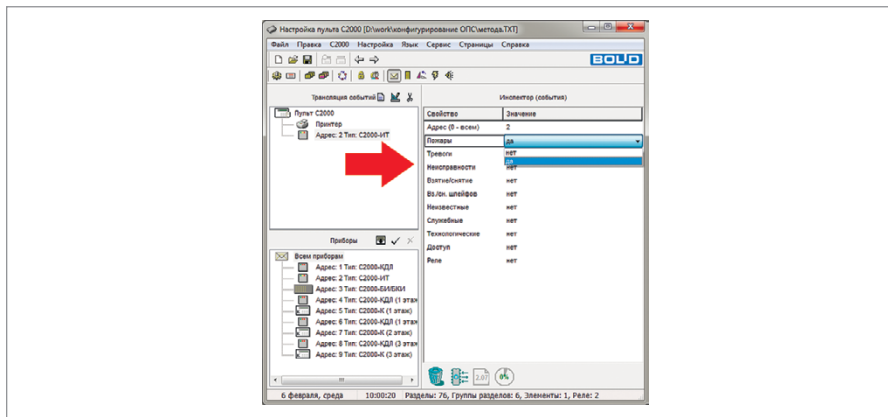 Настройка пульта С2000 [D:\work\конфигурирование ОПС\метода.TXT]
Файл Правка С2000 Настройка Язык Сервис Страницы Справка
BOLID
Трансляция событий
Пульт С2000
Принтер
Адрес: 2 Тип: С2000-ИТ
Приборы
Всем приборам
Адрес: 1 Тип: С2000-КДЛ
Адрес: 2 Тип: С2000-ИТ
Адрес: 3 Тип: С2000-БИ/БКИ
Адрес: 4 Тип: С2000-КДЛ (1 этаж
Адрес: 5 Тип: С2000-К (1 этаж)
Адрес: 6 Тип: С2000-КДЛ (1 этаж
Адрес: 7 Тип: С2000-К (2 этаж)
Адрес: 8 Тип: С2000-КДЛ (3 этаж
Адрес: 9 Тип: С2000-К (3 этаж)
Инспектор (события)
Свойство Значение
Адрес (0 - всем) 2
Пожары да
Тревоги нет
да
Неисправности нет
Взятие/снятие нет
Вз./сн. шлейфов нет
Неизвестные нет
Служебные нет
Технологические нет
Доступ нет
Реле нет
2.07
0%
6 февраля, среда 10:00:20 Разделы: 76, Группы разделов: 6, Элементы: 1, Реле: 2